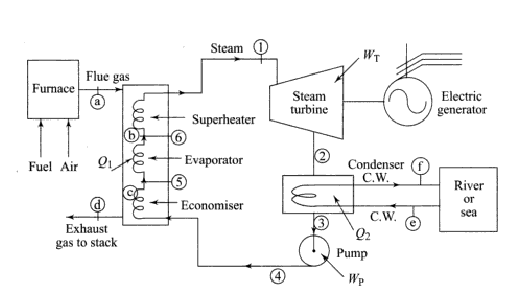 Steam
1
W_T
Flue gas
Furnace
a
Steam
turbine
Electric
generator
Superheater
b
6
Fuel Air
Q_1
Evaporator
2
Condenser
f
C.W.
5
River
or
sea
c
Economiser
d
C.W.
e
Exhaust
gas to stack
3
Q_2
Pump
4
W_P